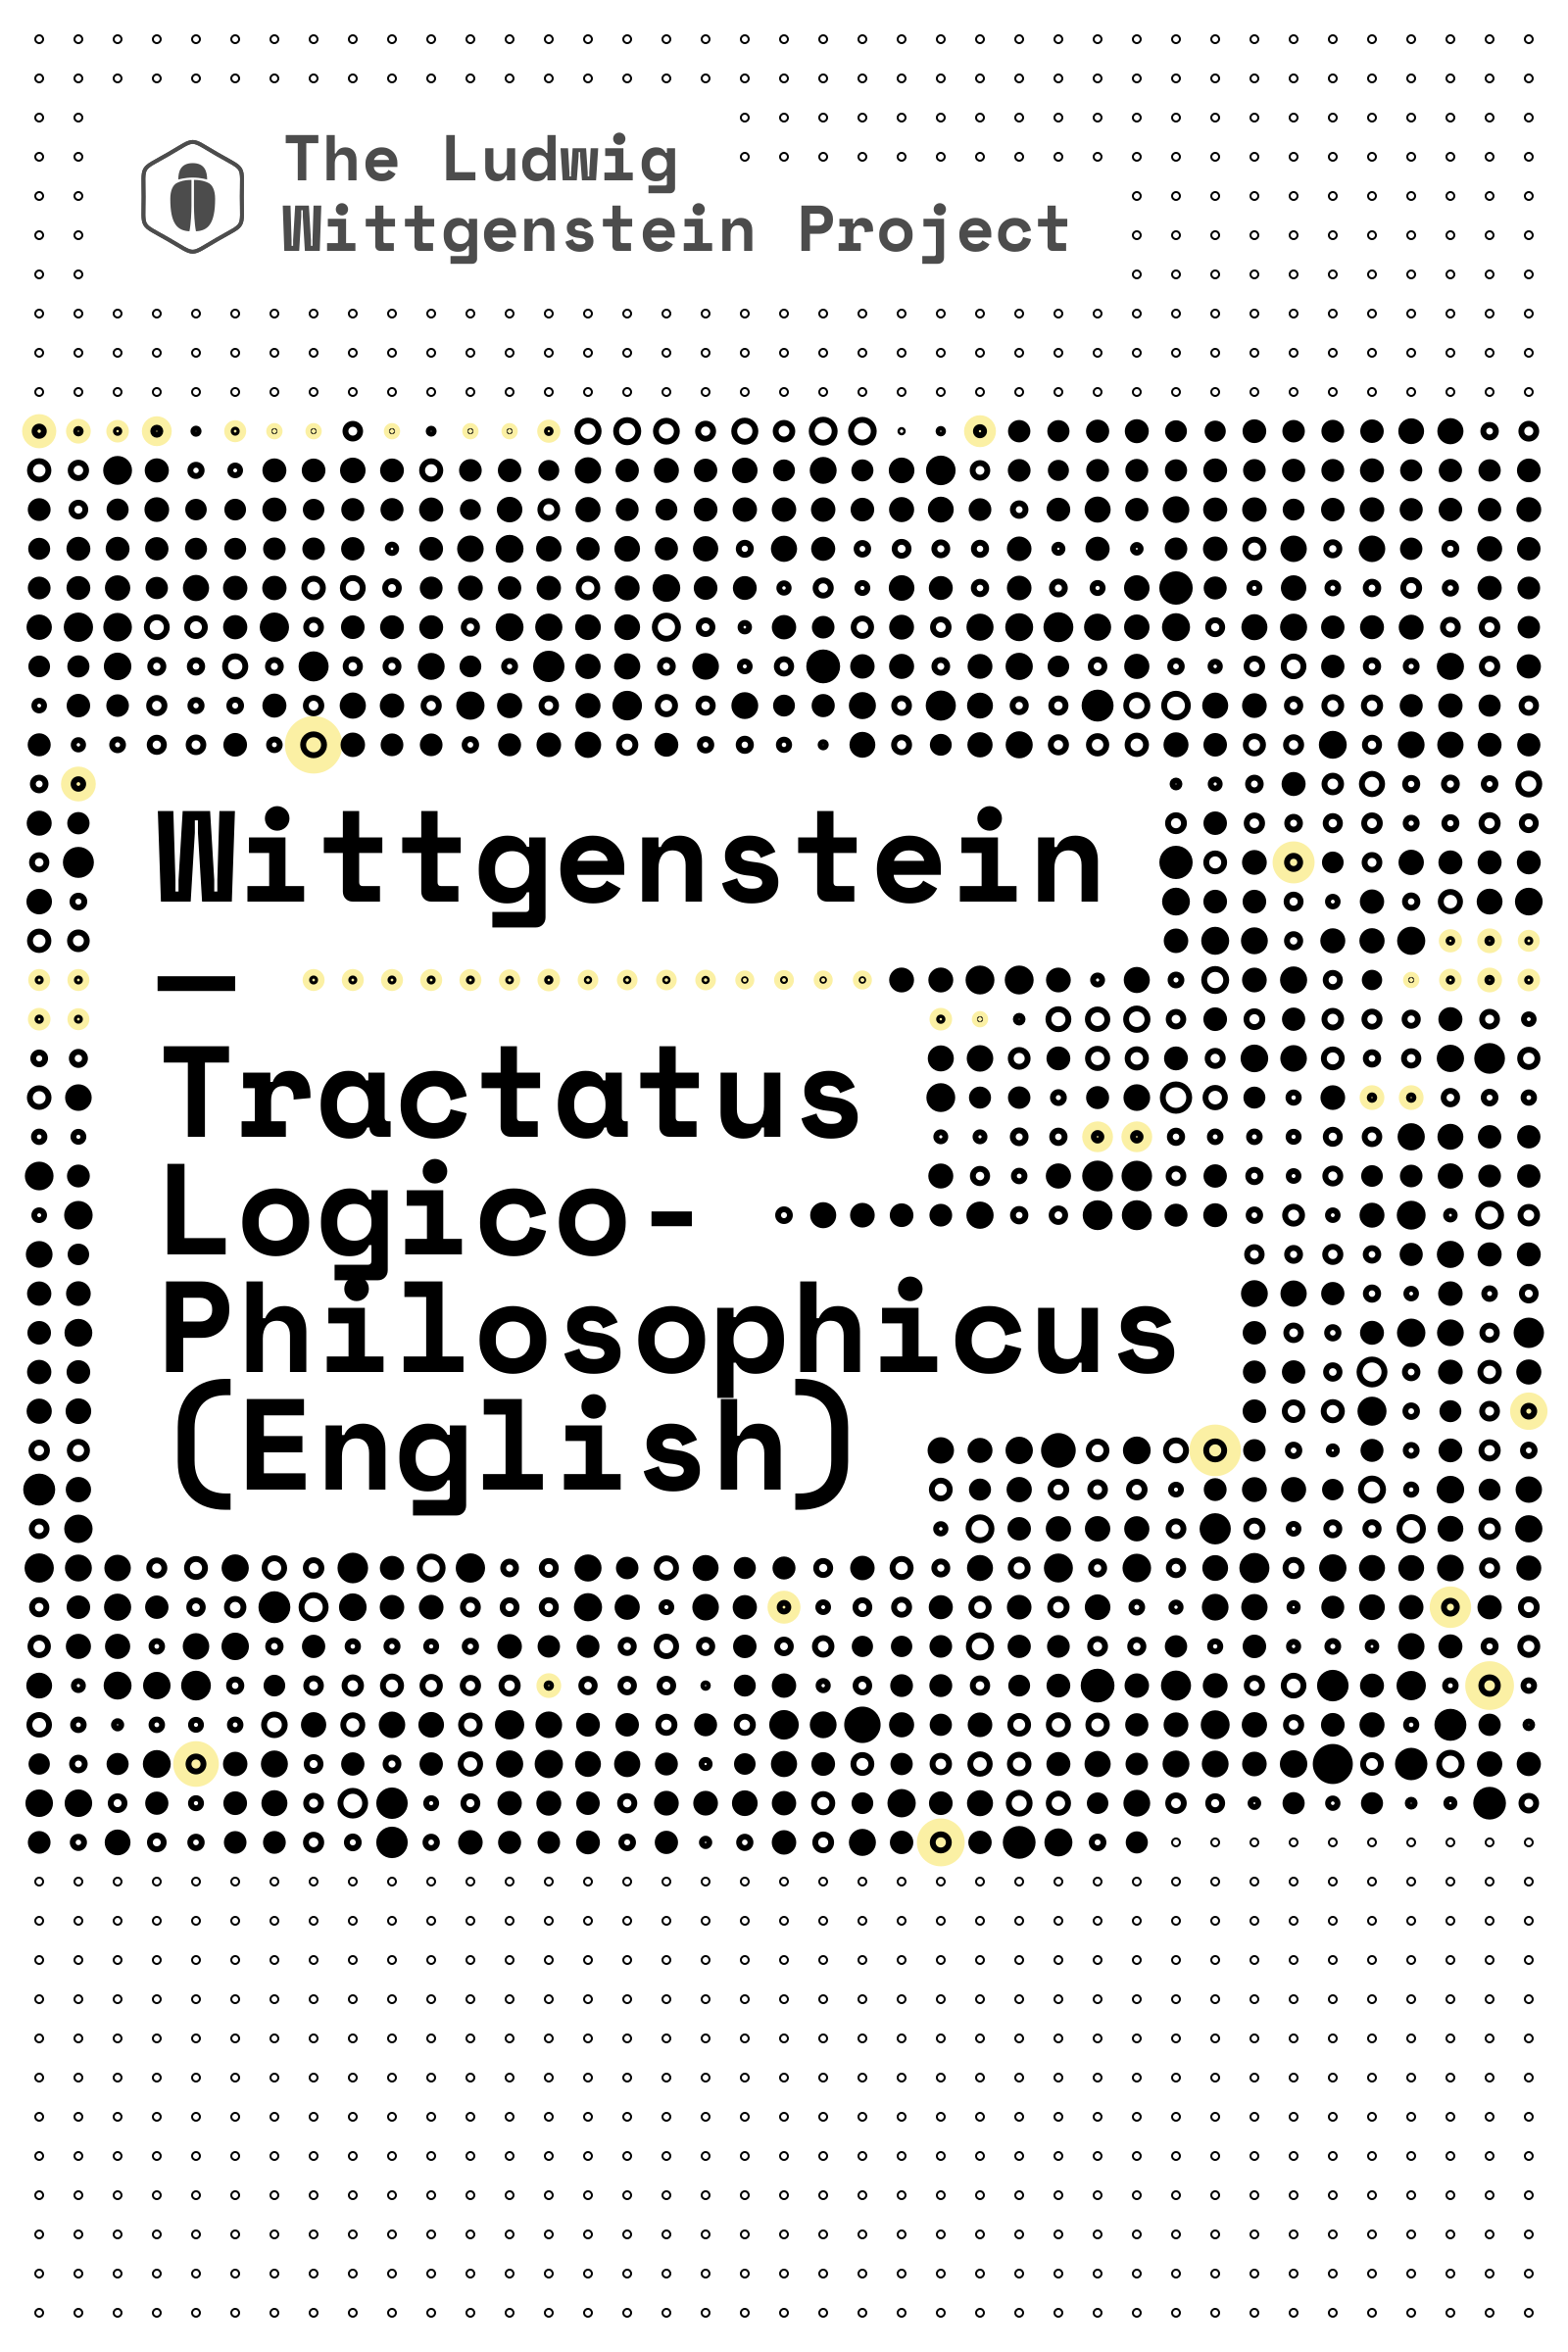 The Ludwig
Wittgenstein Project
Wittgenstein
—
Tractatus
Logico-
Philosophicus
(English)